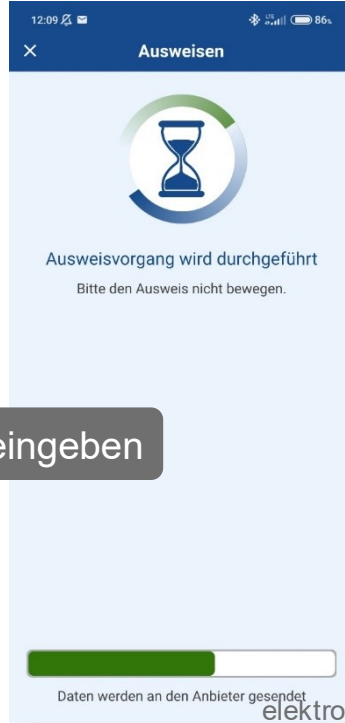 12:09
LTE
86%
Ausweisen
Ausweisvorgang wird durchgeführt
Bitte den Ausweis nicht bewegen.
eingeben
Daten werden an den Anbieter gesendet
elektro